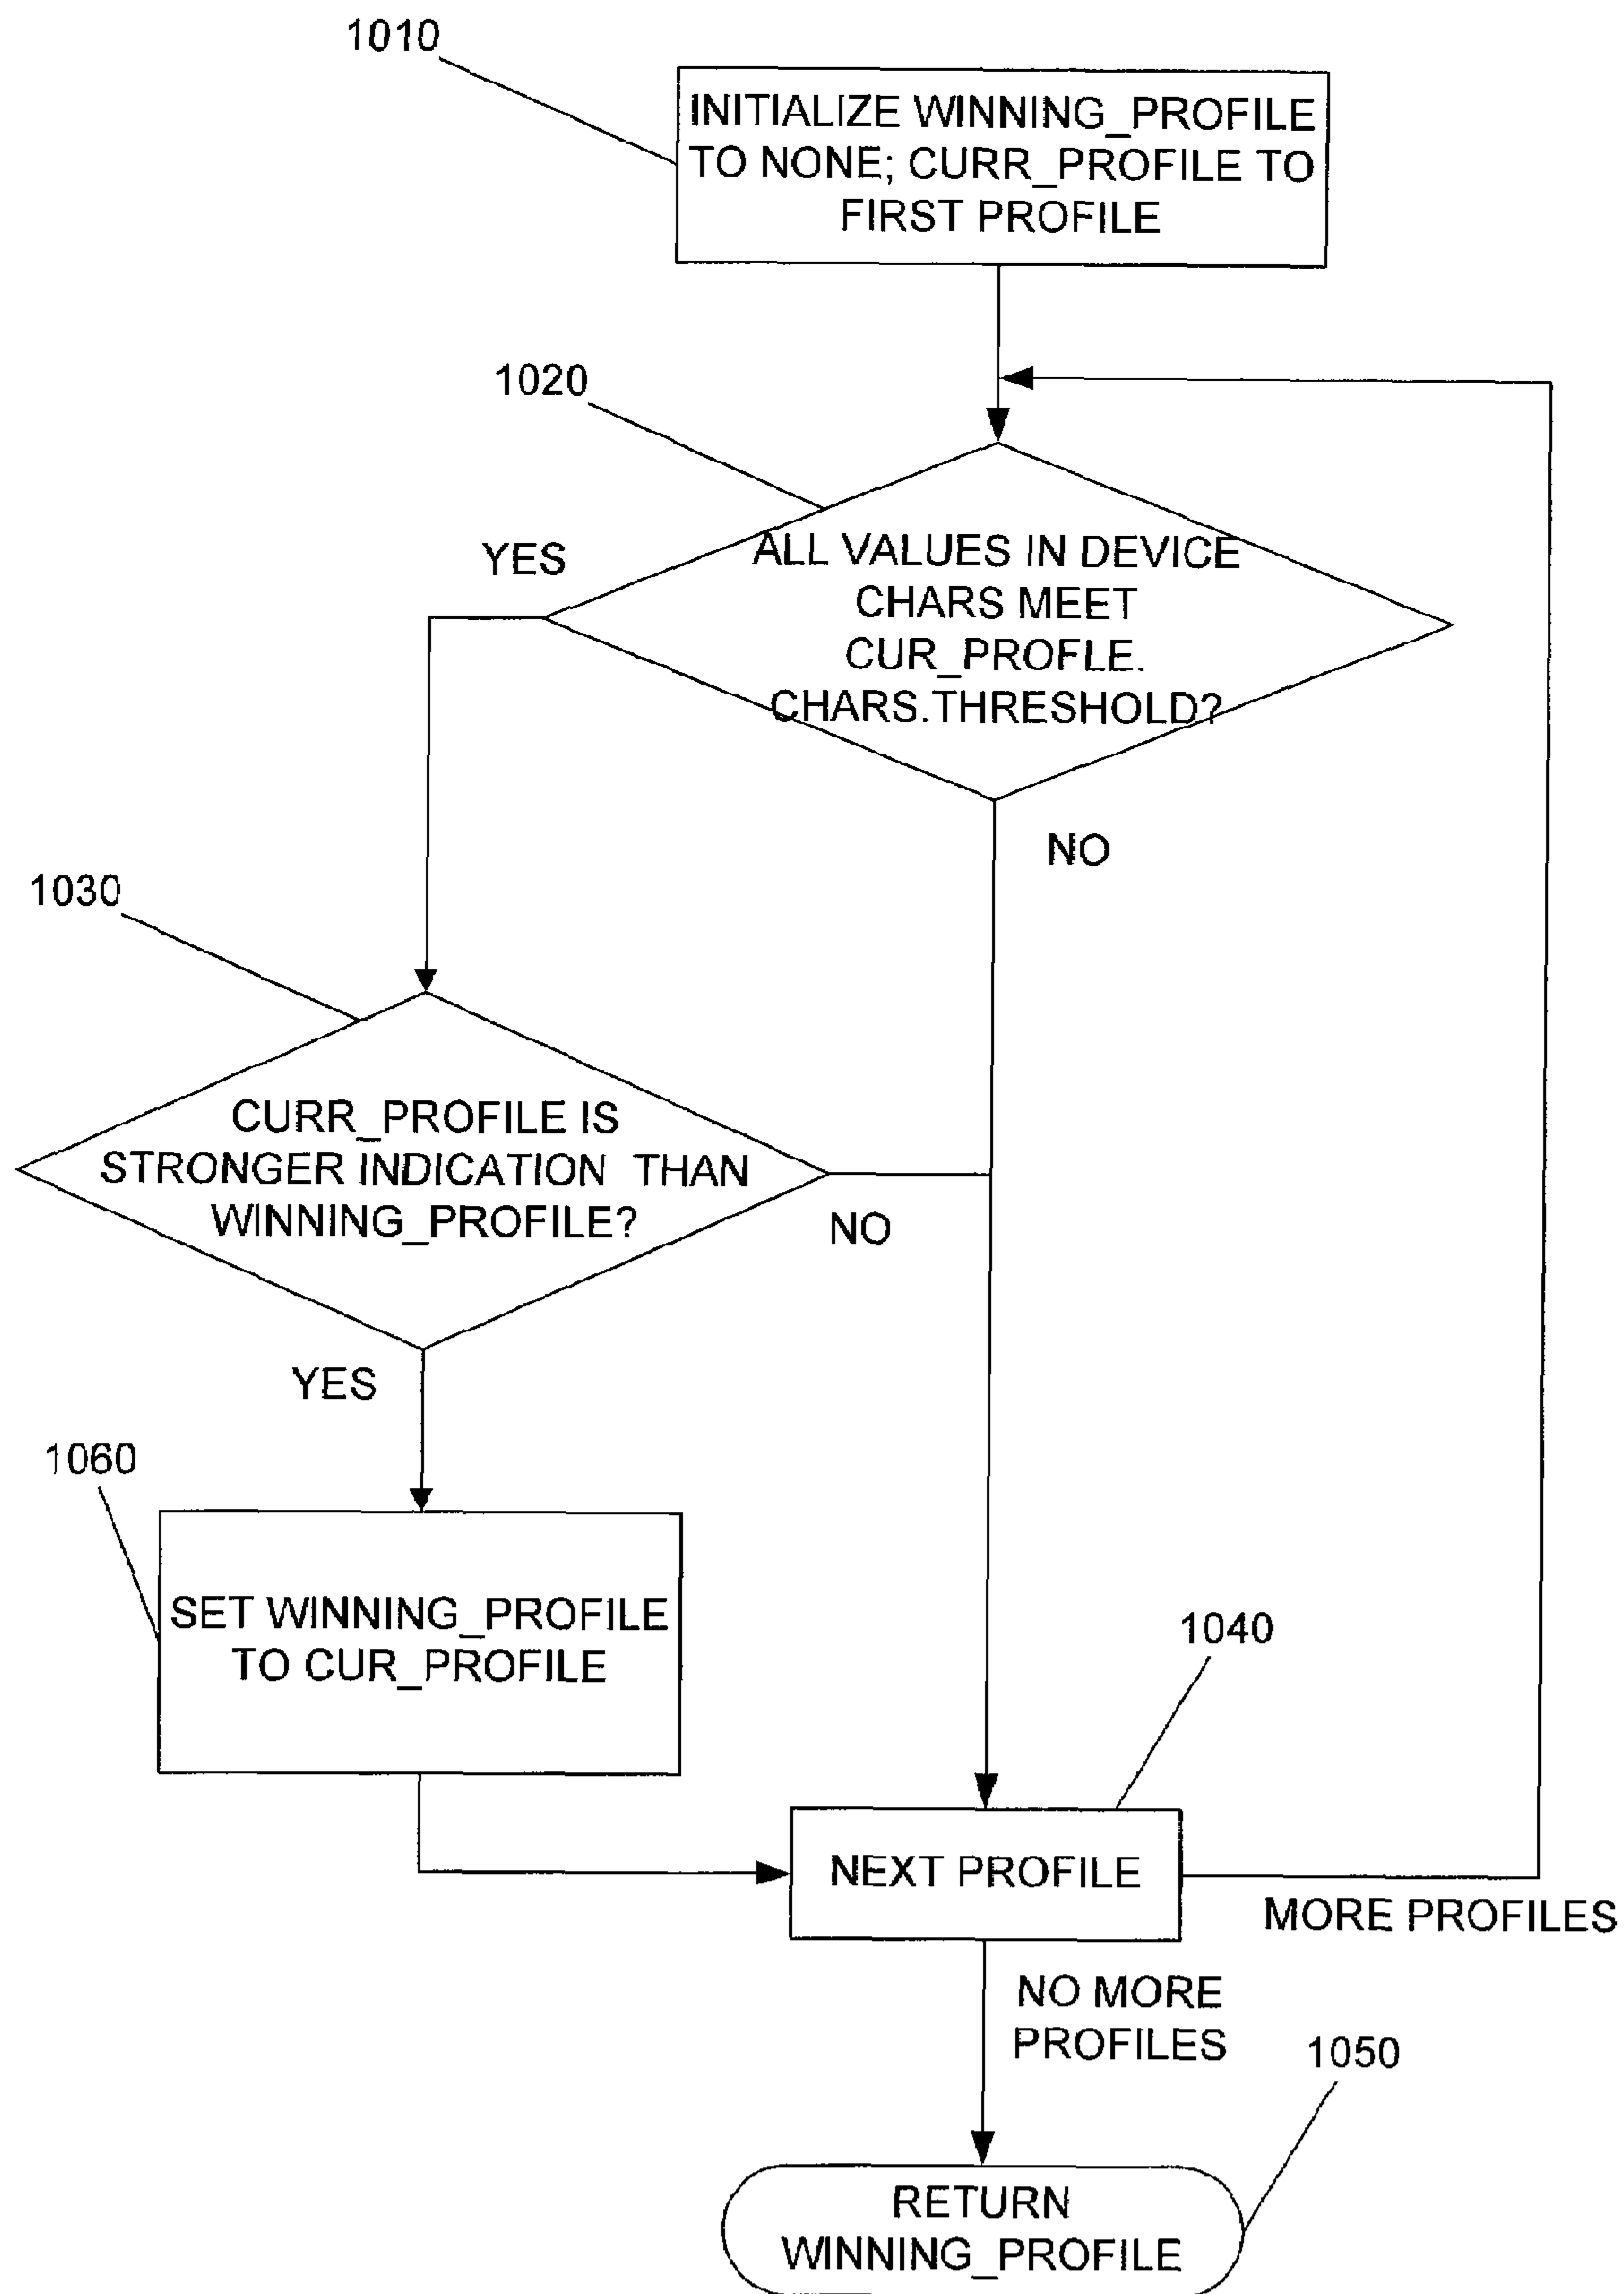 1010
INITIALIZE WINNING_PROFILE
TO NONE; CURR_PROFILE TO
FIRST PROFILE
1020
YES
ALL VALUES IN DEVICE
CHARS MEET
CUR_PROFLE.
CHARS.THRESHOLD?
NO
1030
CURR_PROFILE IS
STRONGER INDICATION THAN
WINNING_PROFILE?
NO
YES
1060
SET WINNING_PROFILE
TO CUR_PROFILE
1040
NEXT PROFILE
MORE PROFILES
NO MORE
PROFILES
1050
RETURN
WINNING_PROFILE